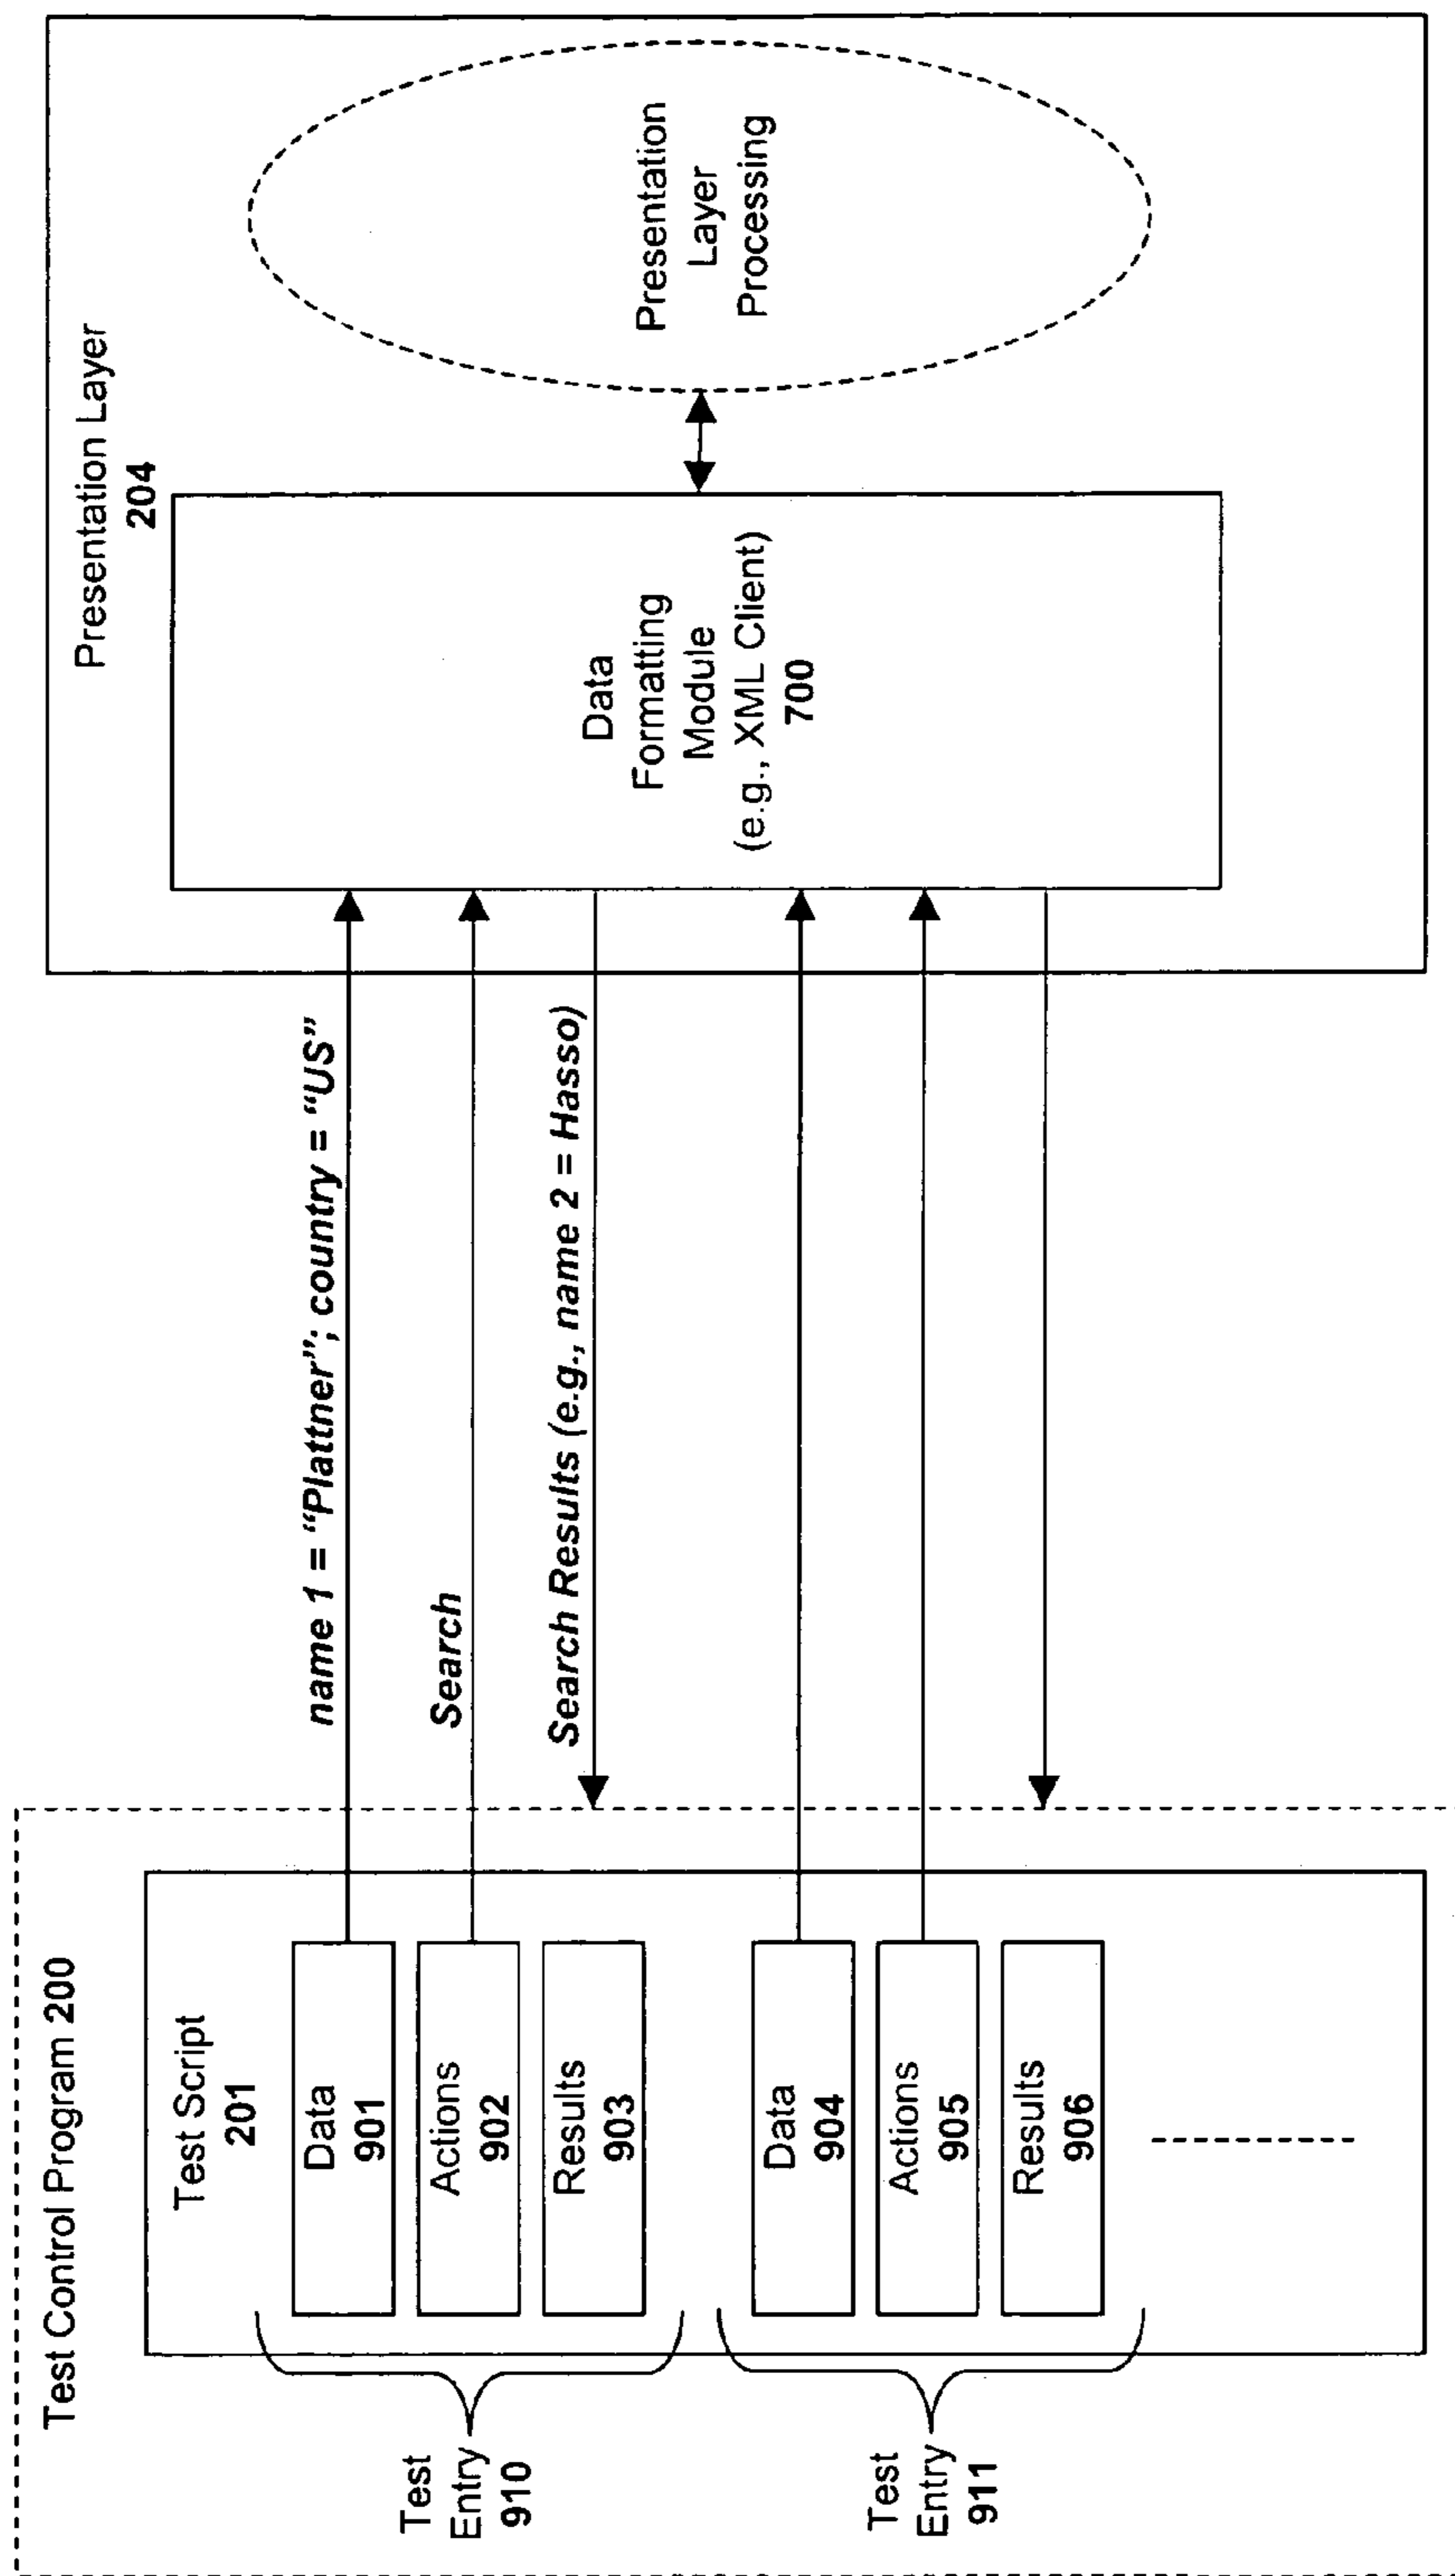 Test Control Program 200
Test Script
201
Test
Entry
910
Data
901
Actions
902
Results
903
Test
Entry
911
Data
904
Actions
905
Results
906
name 1 = “Plattner”; country = “US”
Search
Search Results (e.g., name 2 = Hasso)
Presentation Layer
204
Data
Formatting
Module
(e.g., XML Client)
700
Presentation
Layer
Processing